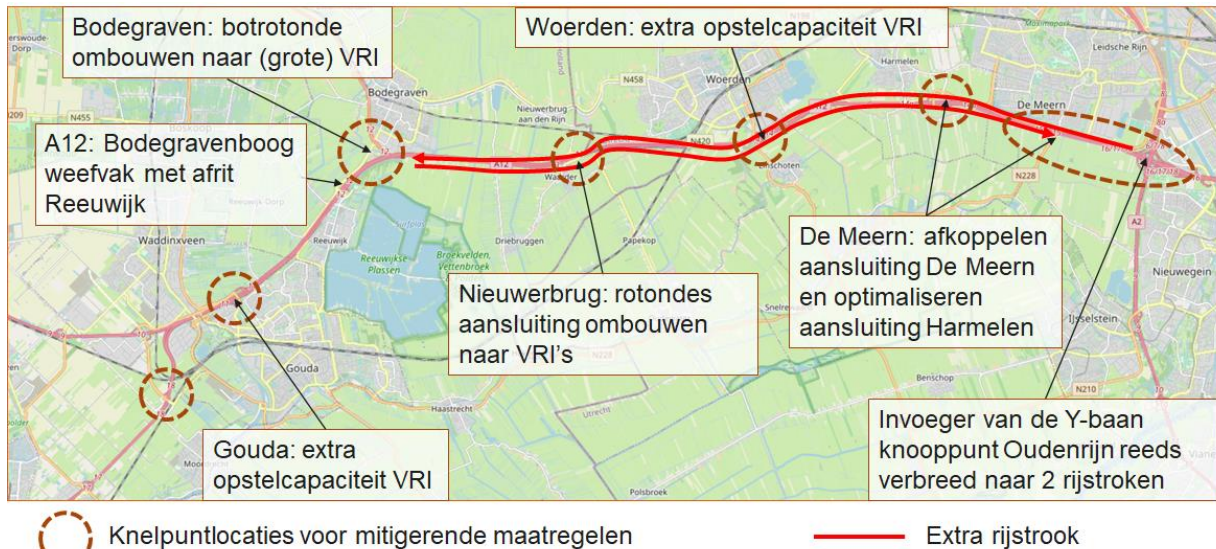 Bodegraven: botrotonde
ombouwen naar (grote) VRI
Woerden: extra opstelcapaciteit VRI
A12: Bodegravenboog
weefvak met afrit
Reeuwijk
Nieuwerbrug: rotondes
aansluiting ombouwen
naar VRI's
De Meern: afkoppelen
aansluiting De Meern
en optimaliseren
aansluiting Harmelen
Gouda: extra
opstelcapaciteit VRI
Invoeger van de Y-baan
knooppunt Oudenrijn reeds
verbreed naar 2 rijstroken
N455
Bodegraven
Nieuwerbrug
aan den Rijn
N458
Woerden
Harmelen
Leidsche Rijn
De Meern
N420
A12
N228
A2
Waddinxveen
Reeuwijk
Reeuwijkse
Plassen
Broekvelden,
Vettenbroek
Driebruggen
Papekop
Nieuwegein
IJsselstein
Gouda
Haastrecht
N228
Utrecht
Benschop
N210
Polsbroek
Knelpuntlocaties voor mitigerende maatregelen
Extra rijstrook